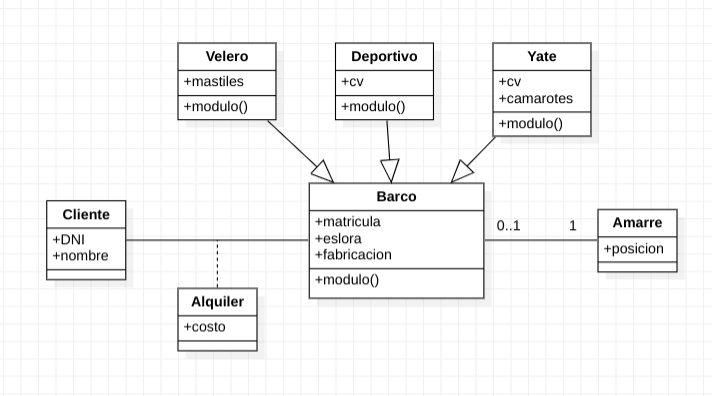 Velero
+mastiles
+modulo()
Deportivo
+cv
+modulo()
Yate
+cv
+camarotes
+modulo()
Cliente
+DNI
+nombre
Barco
+matricula
+eslora
+fabricacion
+modulo()
0..1
1
Amarre
+posicion
Alquiler
+costo